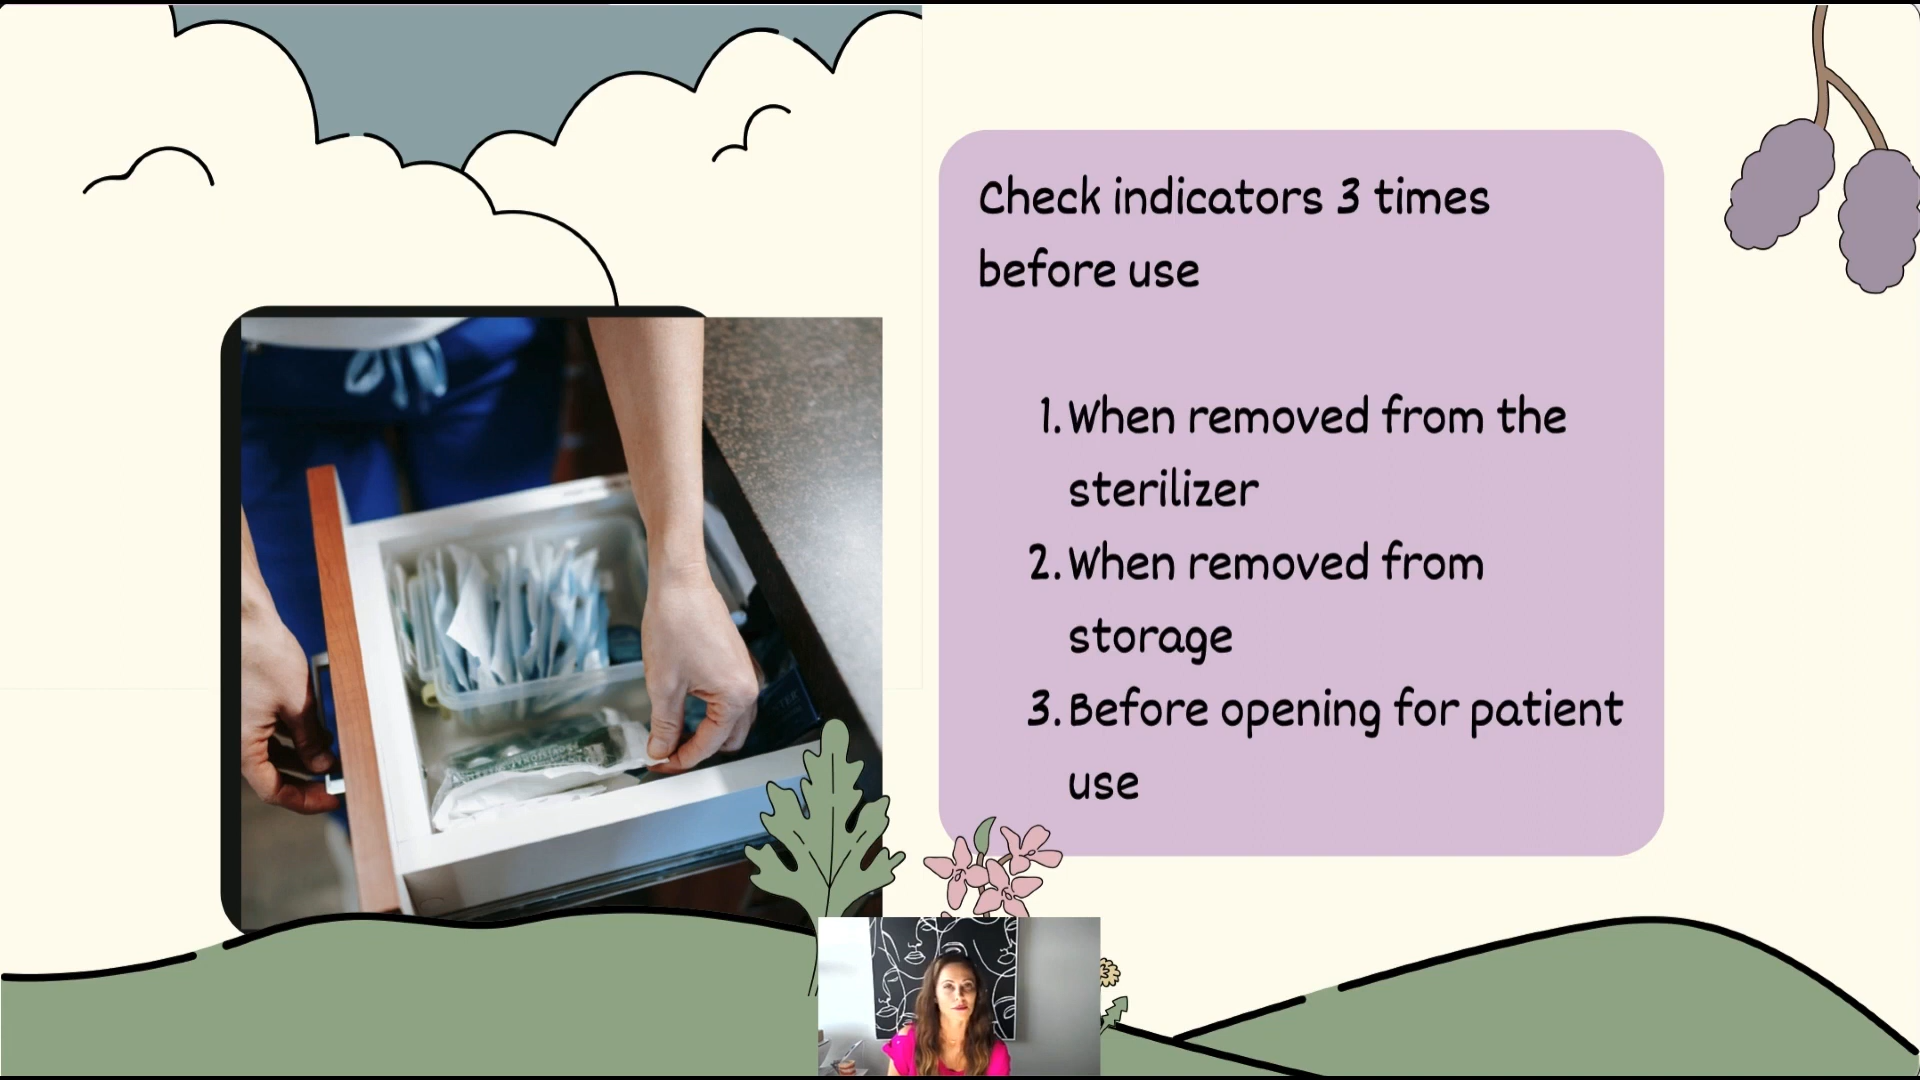 Check indicators 3 times
before use
1. When removed from the
sterilizer
2. When removed from
storage
3. Before opening for patient
use